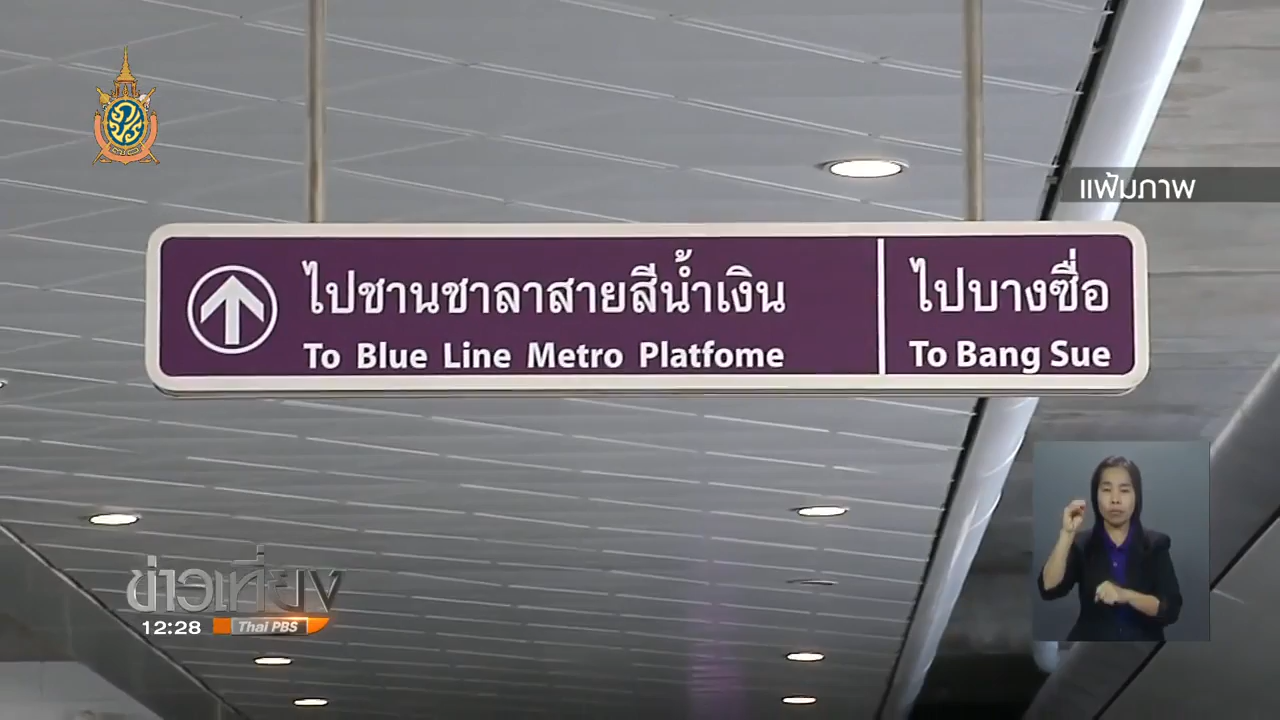 แฟ้มภาพ
ไปชานชาลาสายสีน้ำเงิน
To Blue Line Metro Platfome
ไปบางซื่อ
To Bang Sue
ข่าวเที่ยง
12:28 Thai PBS